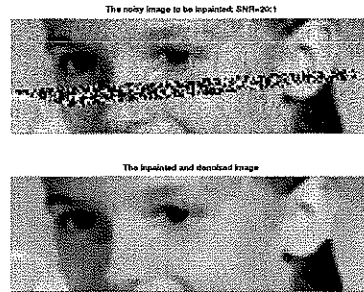 The noisy image to be inpainted; SNR=20:1
The inpainted and denoised image